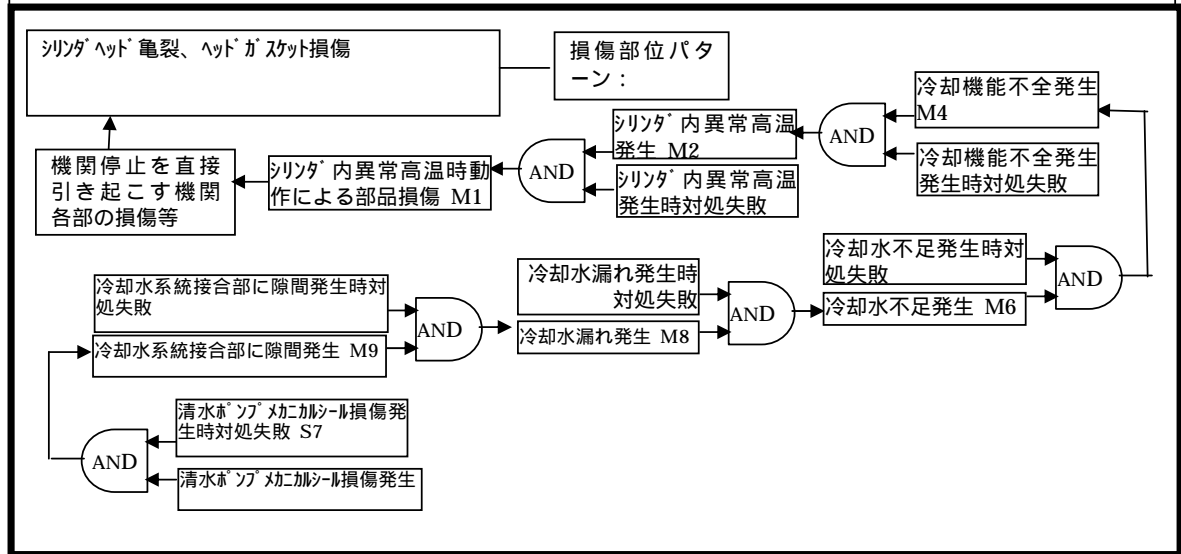 ｼﾘﾝﾀﾞﾍｯﾄﾞ亀裂、ﾍｯﾄﾞｶﾞｽｹｯﾄ損傷
損傷部位パタ
ーン：
冷却機能不全発生
M4
AND
冷却機能不全発生
発生時対処失敗
ｼﾘﾝﾀﾞ内異常高温
発生 M2
AND
ｼﾘﾝﾀﾞ内異常高温
発生時対処失敗
ｼﾘﾝﾀﾞ内異常高温時動
作による部品損傷 M1
機関停止を直接
引き起こす機関
各部の損傷等
冷却水不足発生時対
処失敗
AND
冷却水不足発生 M6
冷却水漏れ発生時
対処失敗
AND
冷却水漏れ発生 M8
冷却水系統接合部に隙間発生時対
処失敗
AND
冷却水系統接合部に隙間発生 M9
清水ﾎﾟﾝﾌﾟﾒｶﾆｶﾙｼｰﾙ損傷発
生時対処失敗 S7
AND
清水ﾎﾟﾝﾌﾟﾒｶﾆｶﾙｼｰﾙ損傷発生